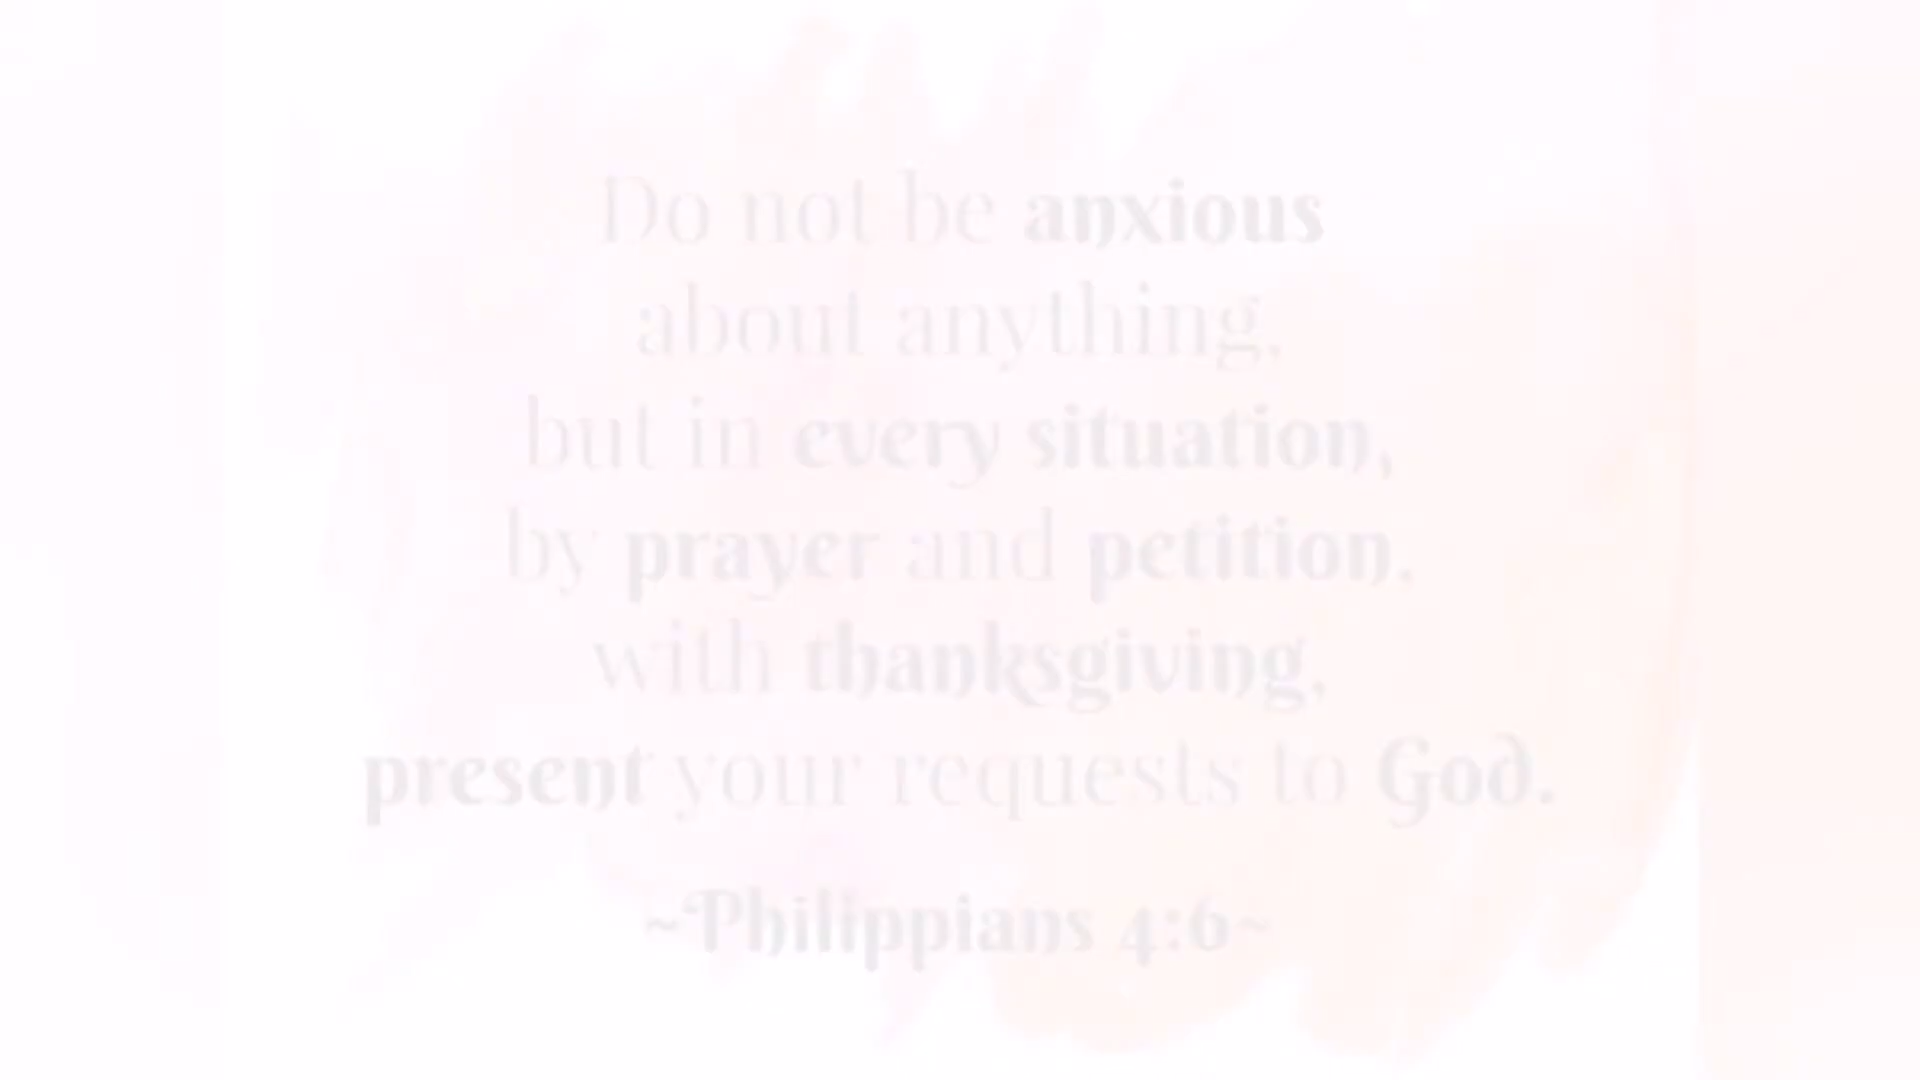 Do not be anxious
about anything,
but in every situation,
by prayer and petition,
with thanksgiving,
present your requests to God.
~Philippians 4:6~